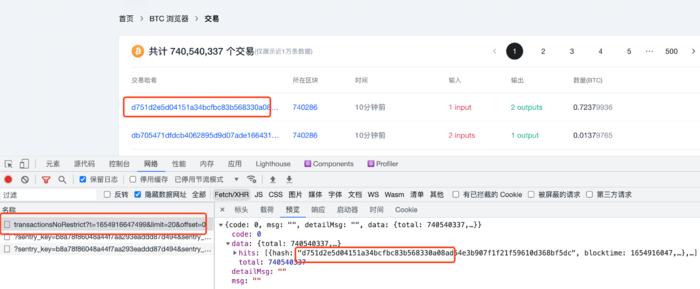 首页 > BTC 浏览器 > 交易
共计 740,540,337 个交易(仅展示近1万条数据)
< 1 2 3 4 5 ··· 500 >
交易哈希 所在区块 时间 输入 输出 数量(BTC)
d751d2e5d04151a34bcfbc83b568330a08... 740286 10分钟前 1 input 2 outputs 0.72379936
db705471dfdcb4062895d9d07ade166431... 740286 10分钟前 2 inputs 1 output 0.01379765
元素 源代码 控制台 网络 性能 内存 应用 Lighthouse Components Profiler
保留日志 停用缓存 已停用节流模式
过滤 反转 隐藏数据网址 全部 Fetch/XHR JS CSS 图片 媒体 字体 文档 WS Wasm 清单 其他 有已拦截的 Cookie 被屏蔽的请求 第三方请求
名称 × 标头 载荷 预览 响应 启动器 时间 Cookie
transactionsNoRestrict?t=1654916647499&limit=20&offset=0
?sentry_key=b8a78f86048a44f7aa293eaddd87d494&sentry_...
?sentry_key=b8a78f86048a44f7aa293eaddd87d494&sentry_...
{code: 0, msg: "", detailMsg: "", data: {total: 740540337,…}}
code: 0
data: {total: 740540337,…}
hits: [{hash: "d751d2e5d04151a34bcfbc83b568330a08ad64e3b907f1f21f59610d368bf5dc", blocktime: 1654916047,…},…]
total: 740540337
detailMsg: ""
msg: ""